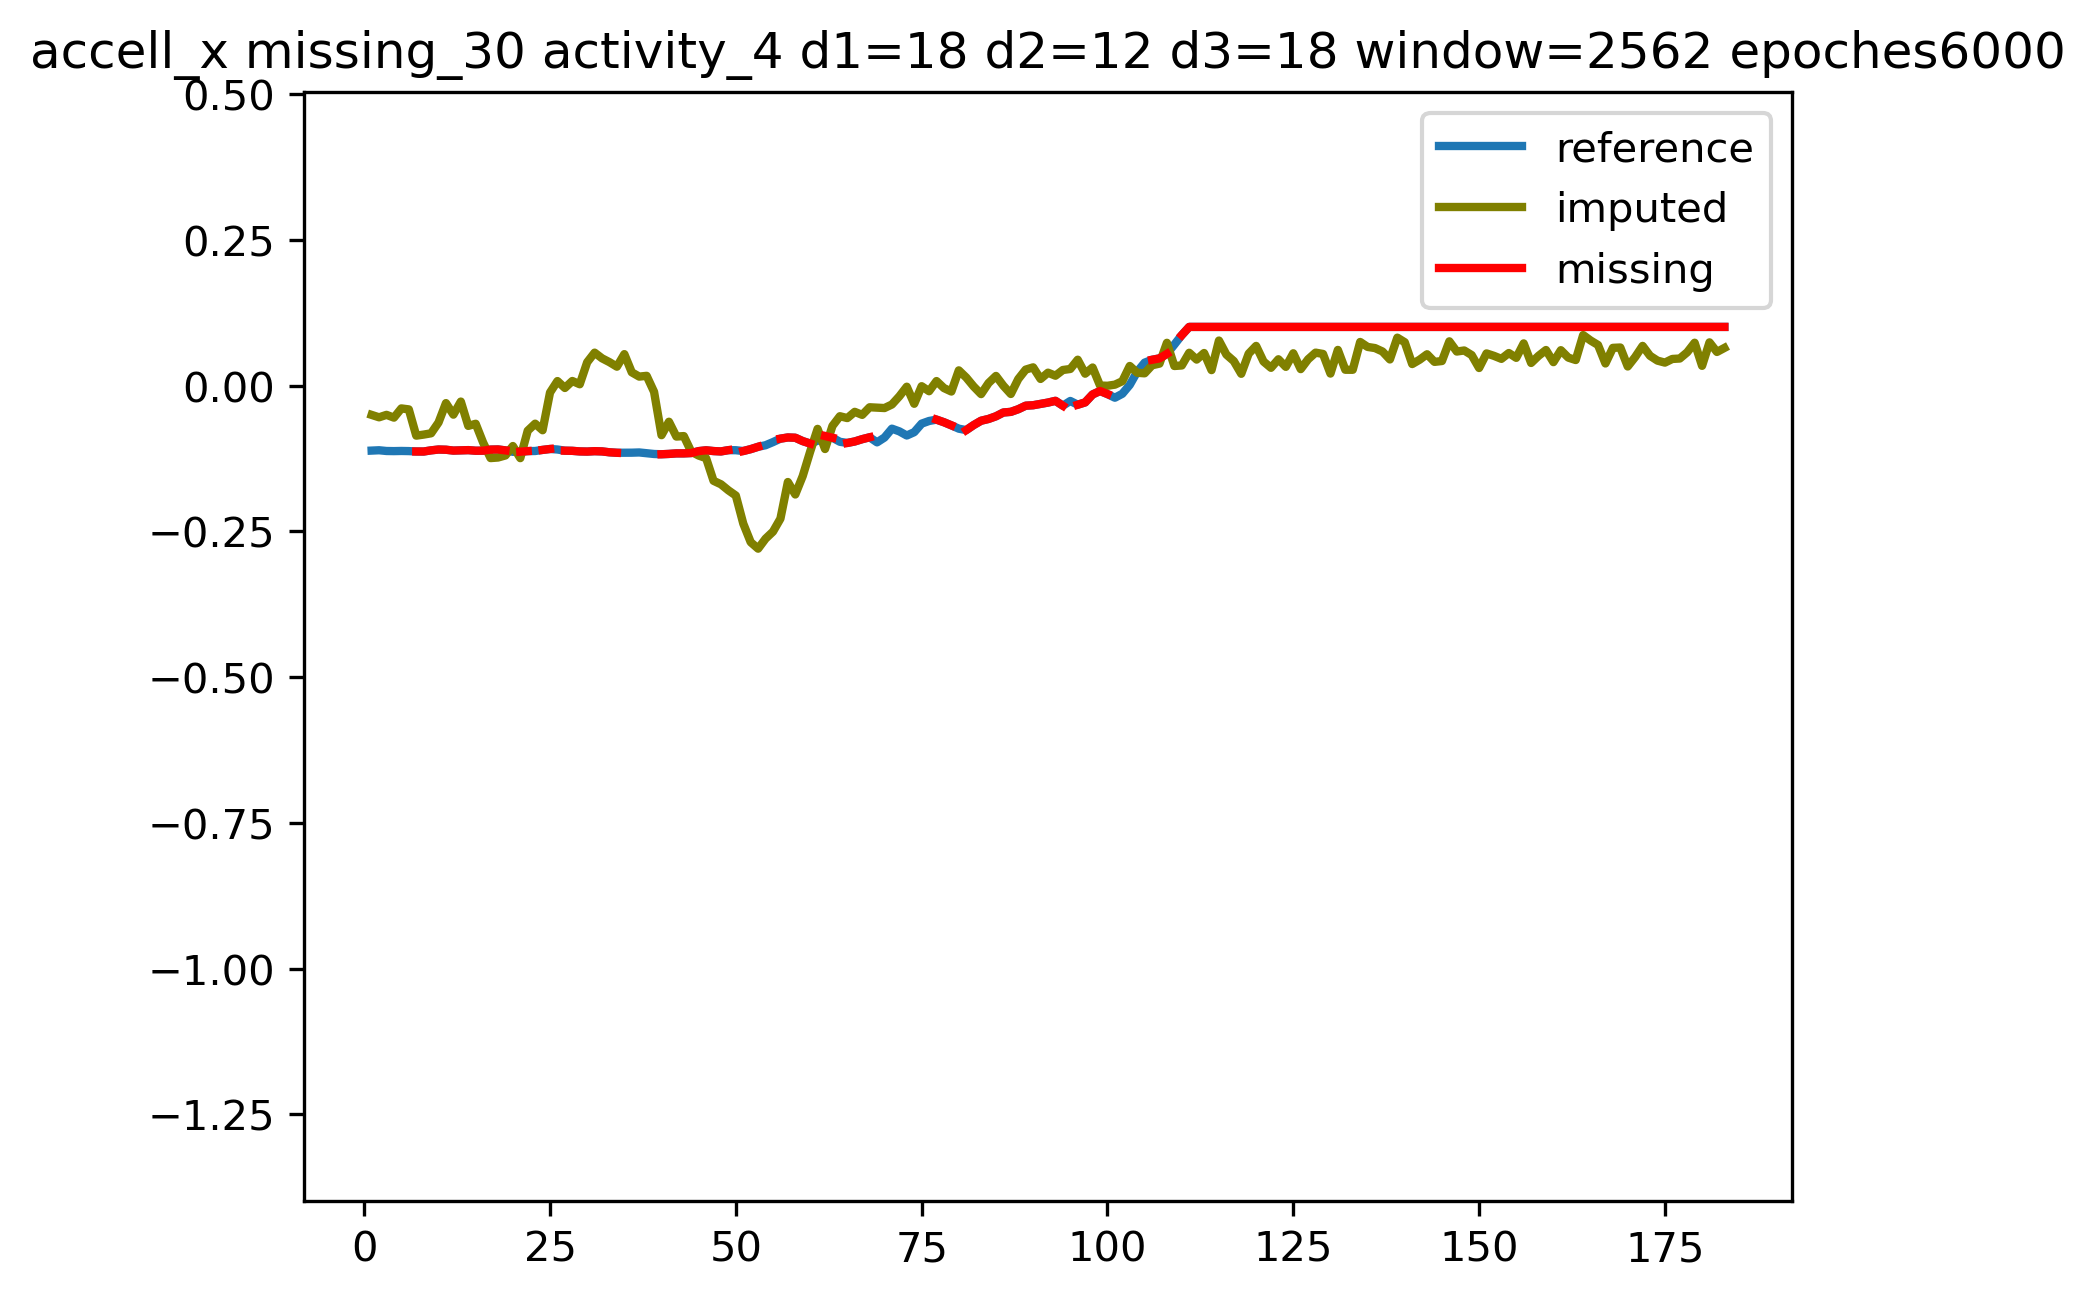 accell_x missing_30 activity_4 d1=18 d2=12 d3=18 window=2562 epoches6000
reference
imputed
missing
0.50
0.25
0.00
−0.25
−0.50
−0.75
−1.00
−1.25
0 25 50 75 100 125 150 175